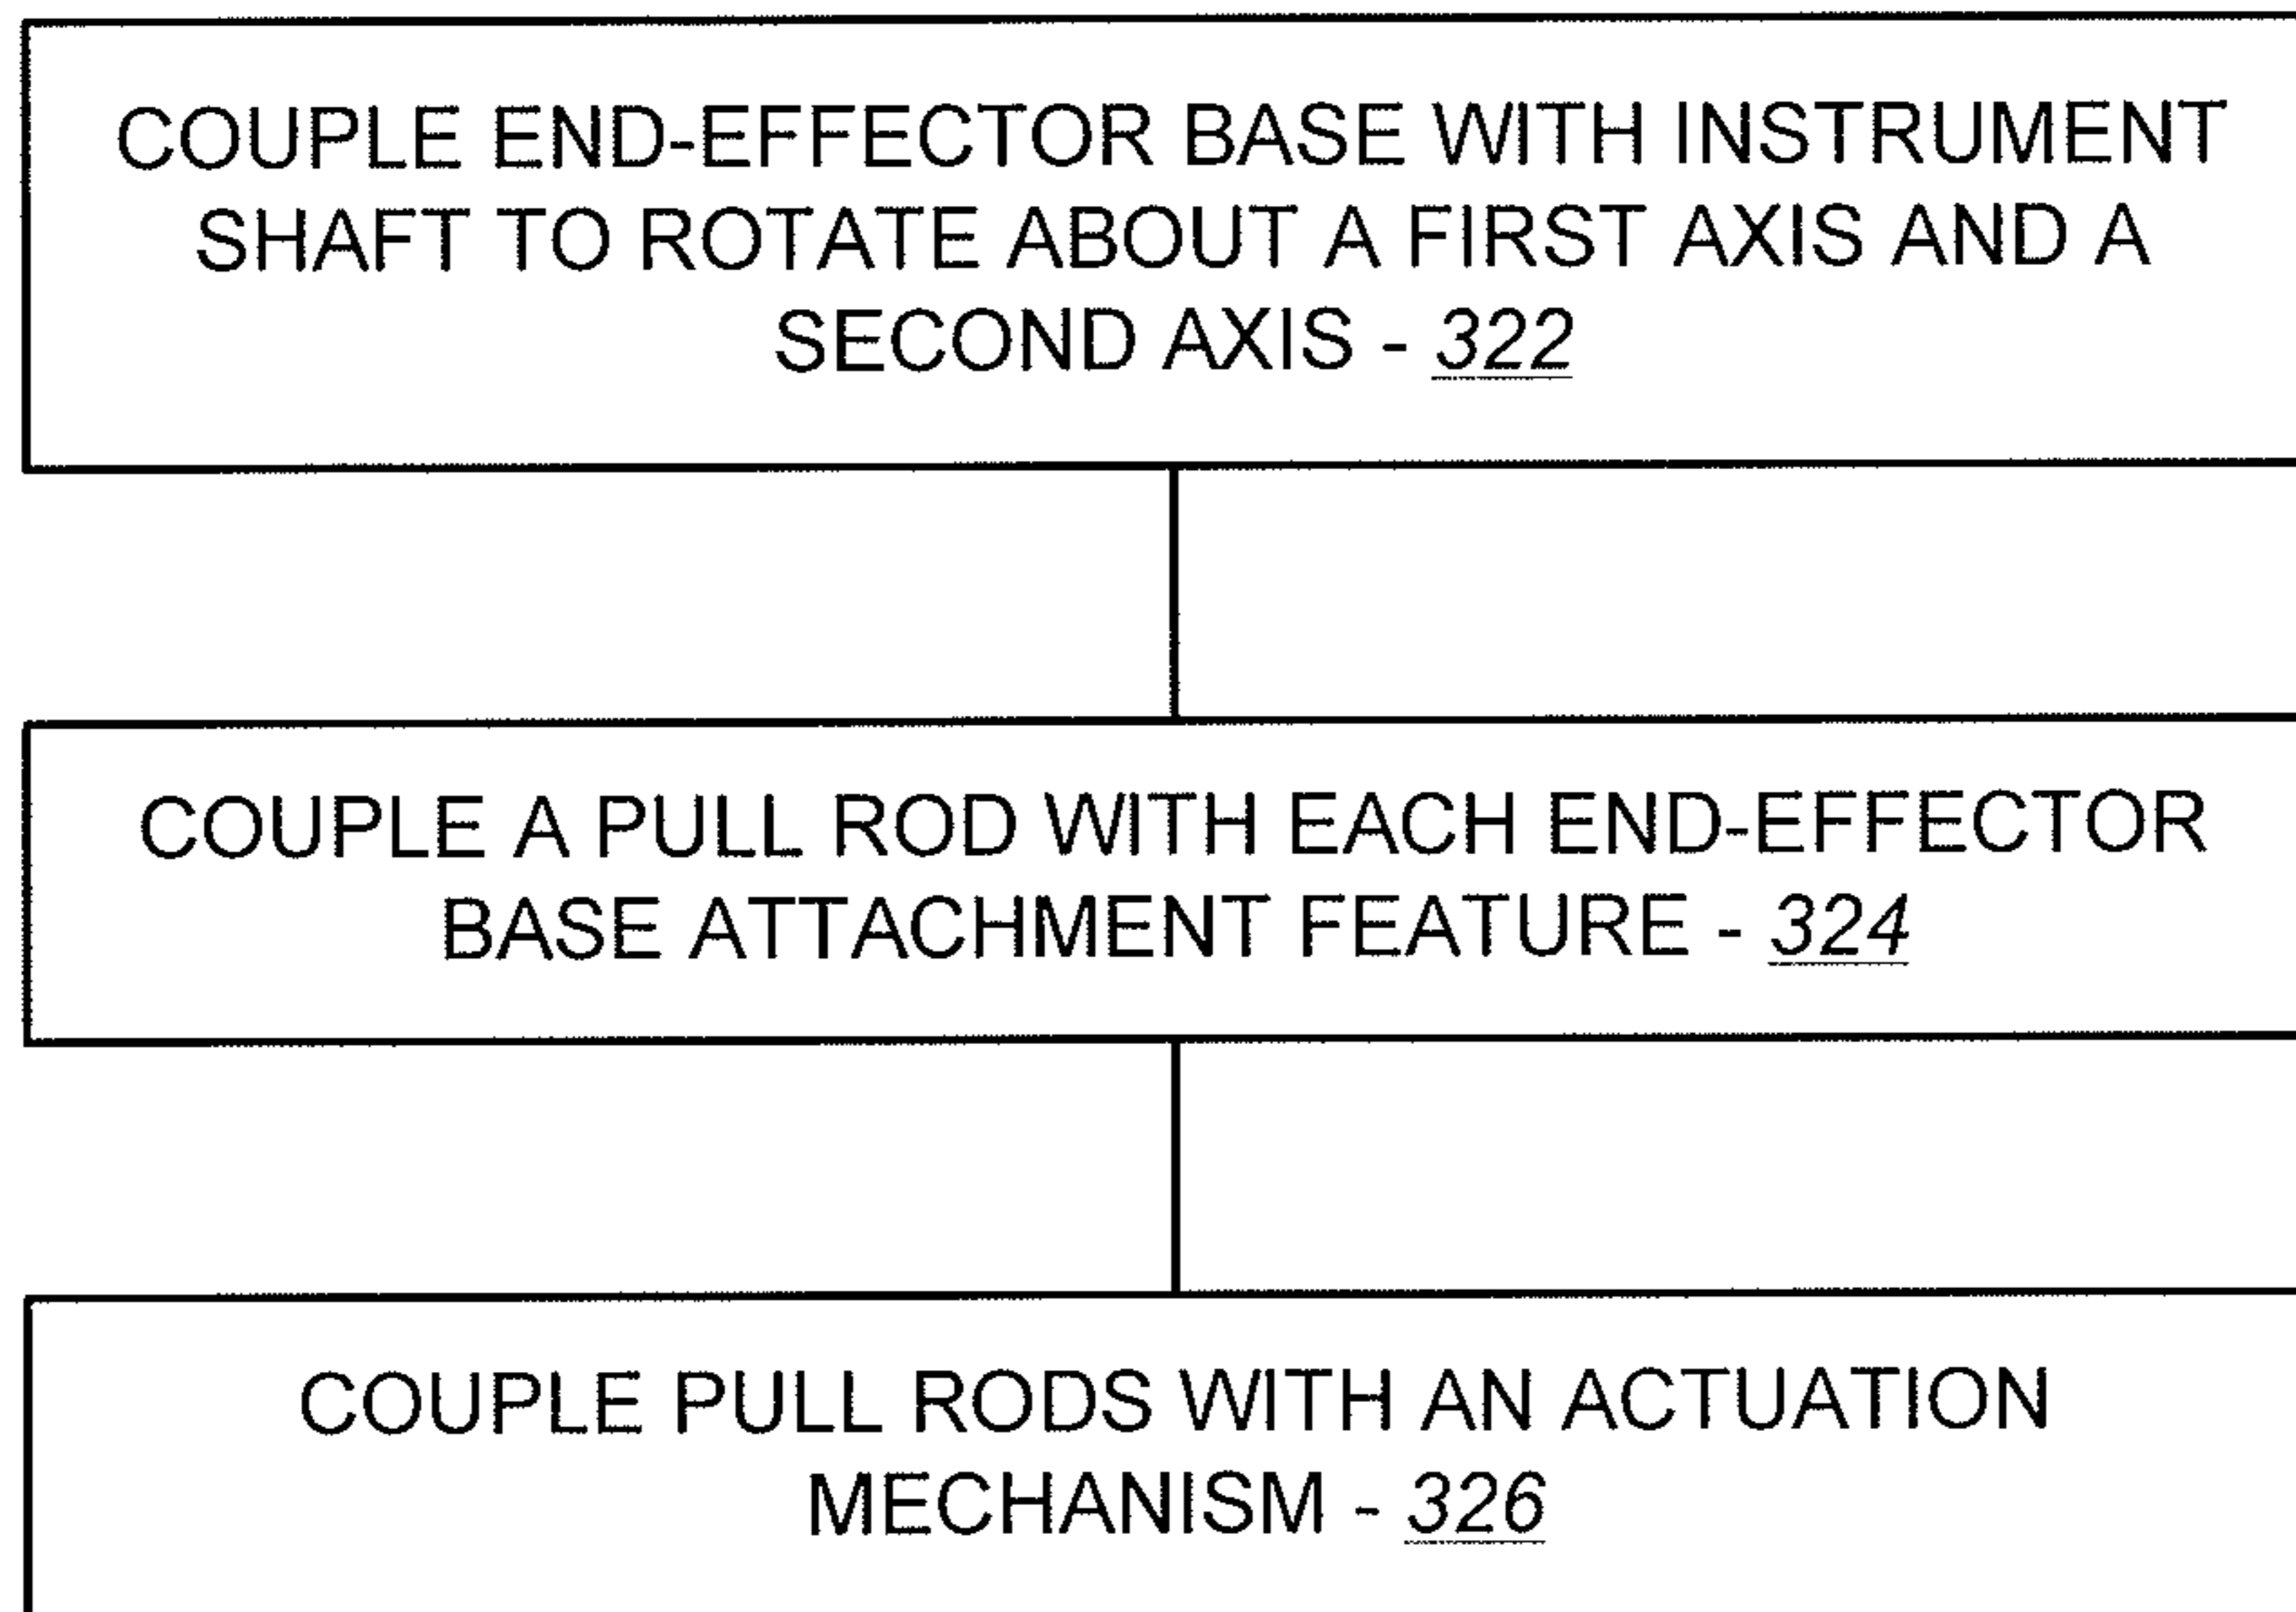 COUPLE END-EFFECTOR BASE WITH INSTRUMENT
SHAFT TO ROTATE ABOUT A FIRST AXIS AND A
SECOND AXIS - 322
COUPLE A PULL ROD WITH EACH END-EFFECTOR
BASE ATTACHMENT FEATURE - 324
COUPLE PULL RODS WITH AN ACTUATION
MECHANISM - 326